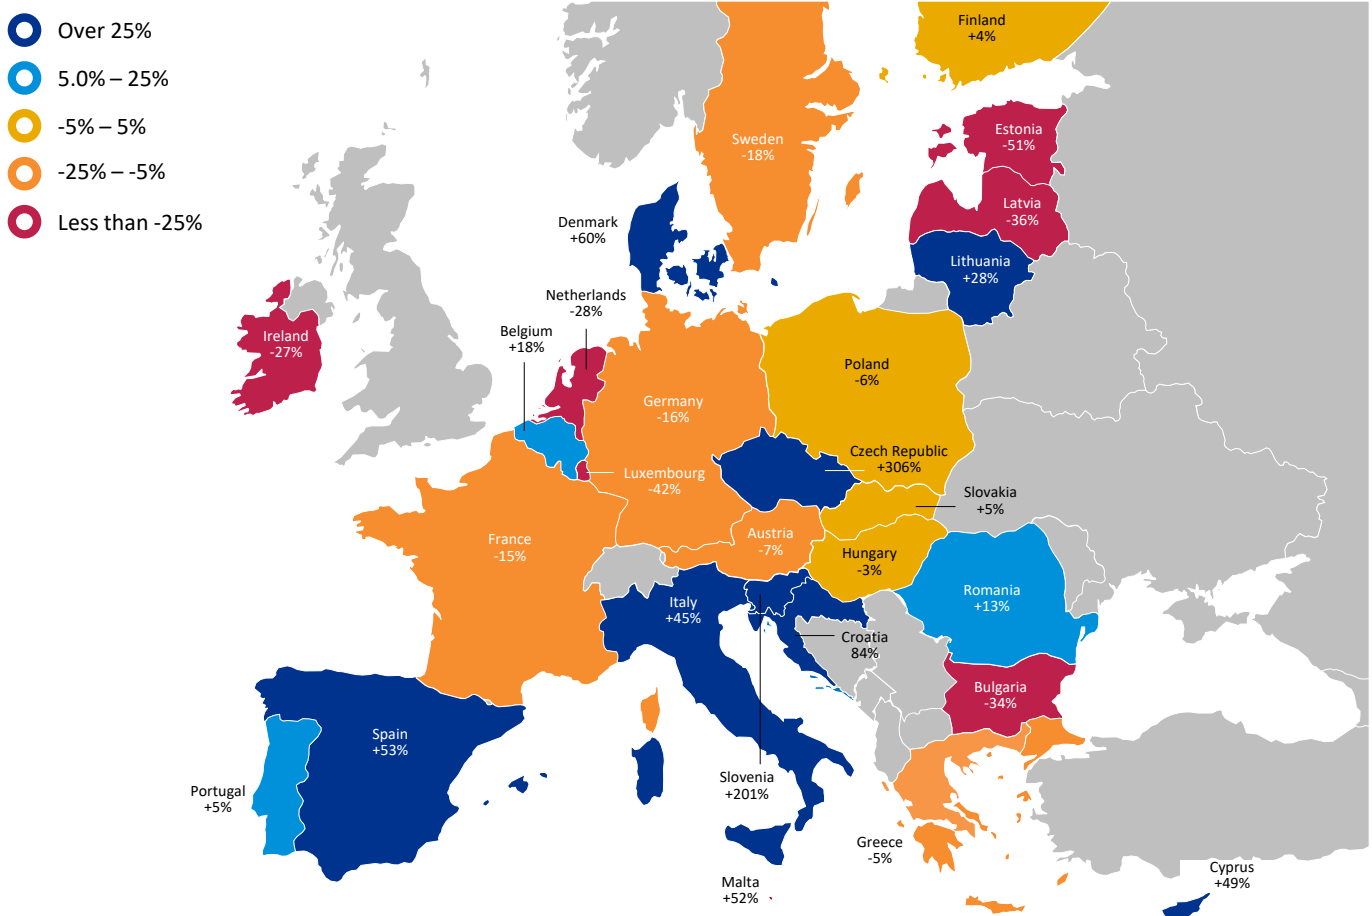 Over 25%
5.0% – 25%
-5% – 5%
-25% – -5%
Less than -25%
Finland
+4%
Sweden
-18%
Estonia
-51%
Latvia
-36%
Lithuania
+28%
Denmark
+60%
Netherlands
-28%
Belgium
+18%
Ireland
-27%
Poland
-6%
Germany
-16%
Czech Republic
+306%
Luxembourg
-42%
Slovakia
+5%
France
-15%
Austria
-7%
Hungary
-3%
Romania
+13%
Italy
+45%
Croatia
84%
Bulgaria
-34%
Spain
+53%
Portugal
+5%
Slovenia
+201%
Greece
-5%
Malta
+52%
Cyprus
+49%